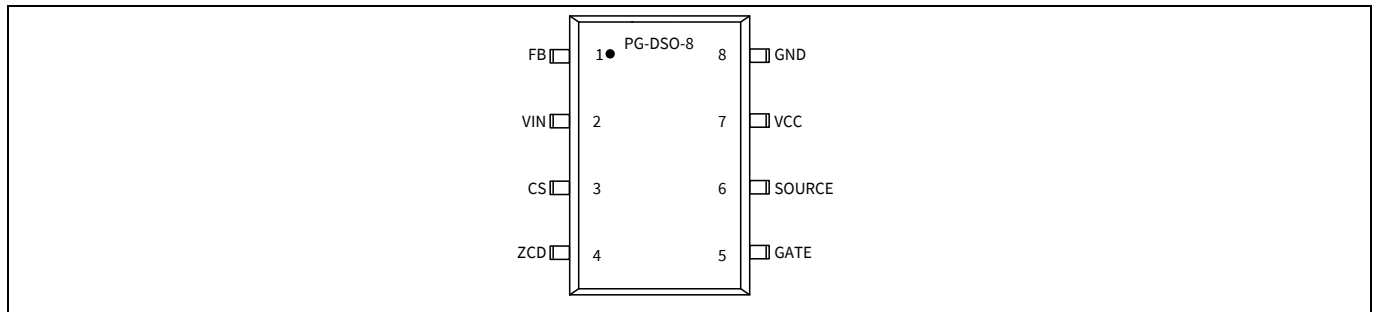 PG-DSO-8
FB 1 8 GND
VIN 2 7 VCC
CS 3 6 SOURCE
ZCD 4 5 GATE